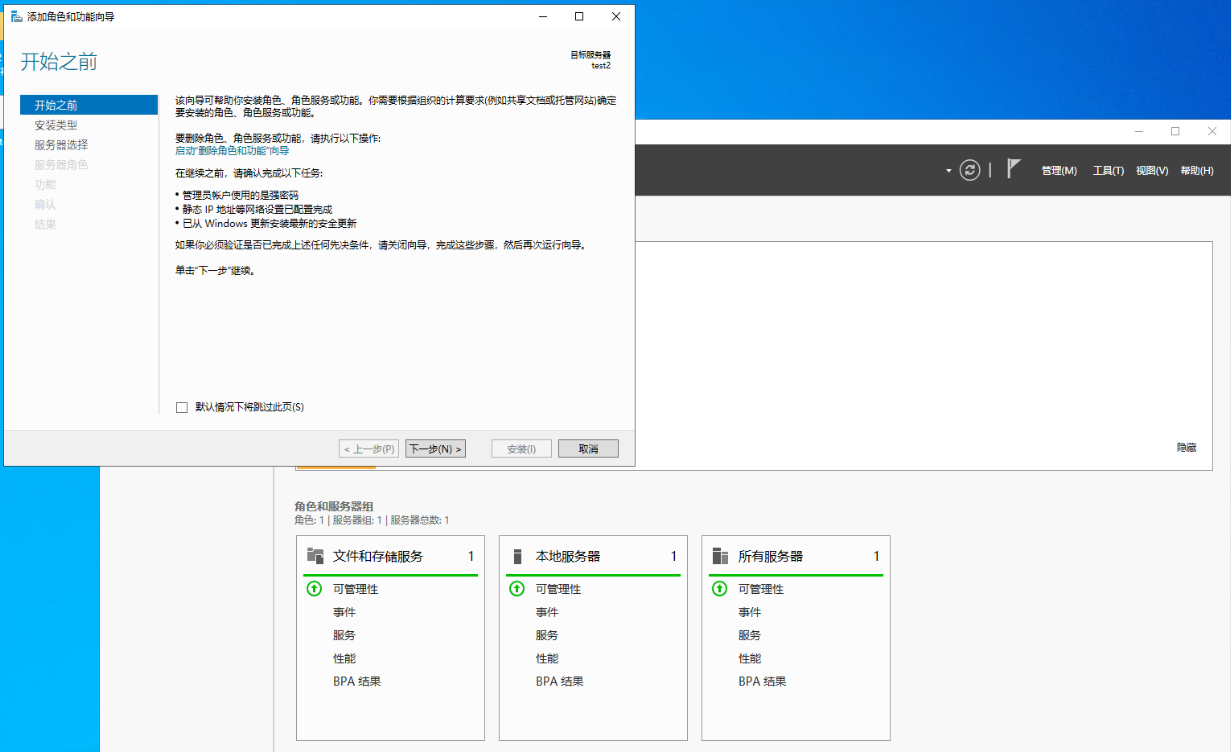 添加角色和功能向导
开始之前
目标服务器
test2
开始之前
安装类型
服务器选择
服务器角色
功能
确认
结果
该向导可帮助你安装角色、角色服务或功能。你需要根据组织的计算要求(例如共享文档或托管网站)确定
要安装的角色、角色服务或功能。
要删除角色、角色服务或功能，请执行以下操作:
启动"删除角色和功能"向导
在继续之前，请确认完成以下任务:
• 管理员帐户使用的是强密码
• 静态 IP 地址等网络设置已配置完成
• 已从 Windows 更新安装最新的安全更新
如果你必须验证是否已完成上述任何先决条件，请关闭向导，完成这些步骤，然后再次运行向导。
单击"下一步"继续。
默认情况下将跳过此页(S)
< 上一步(P) 下一步(N) > 安装(I) 取消
管理(M) 工具(T) 视图(V) 帮助(H)
隐藏
角色和服务器组
角色: 1 | 服务器组: 1 | 服务器总数: 1
文件和存储服务 1
可管理性
事件
服务
性能
BPA 结果
本地服务器 1
可管理性
事件
服务
性能
BPA 结果
所有服务器 1
可管理性
事件
服务
性能
BPA 结果